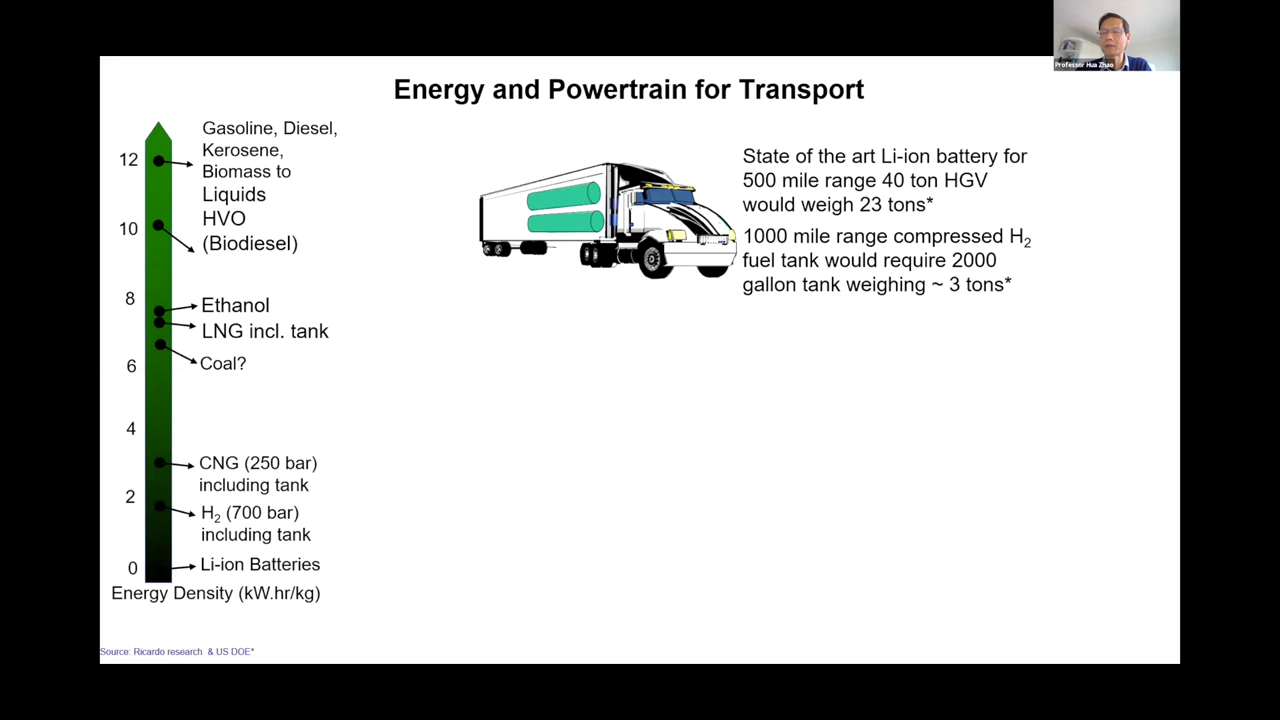 Professor Hua Zhao
Energy and Powertrain for Transport
12
10
8
6
4
2
0
Gasoline, Diesel,
Kerosene,
Biomass to
Liquids
HVO
(Biodiesel)
Ethanol
LNG incl. tank
Coal?
CNG (250 bar)
including tank
H₂ (700 bar)
including tank
Li-ion Batteries
Energy Density (kW.hr/kg)
State of the art Li-ion battery for
500 mile range 40 ton HGV
would weigh 23 tons*
1000 mile range compressed H₂
fuel tank would require 2000
gallon tank weighing ~ 3 tons*
Source: Ricardo research & US DOE*